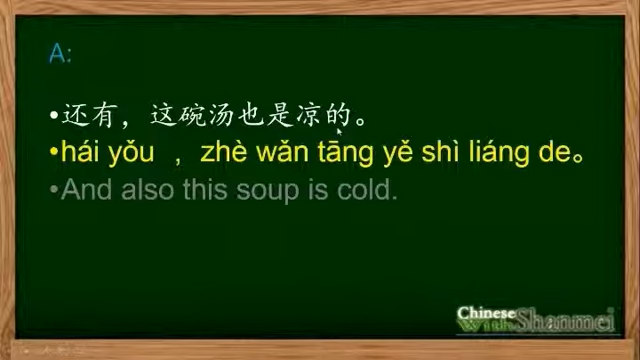 A:
•还有，这碗汤也是凉的。
•hái yǒu ，zhè wǎn tāng yě shì liáng de。
•And also this soup is cold.
Chinese
With Shanmei